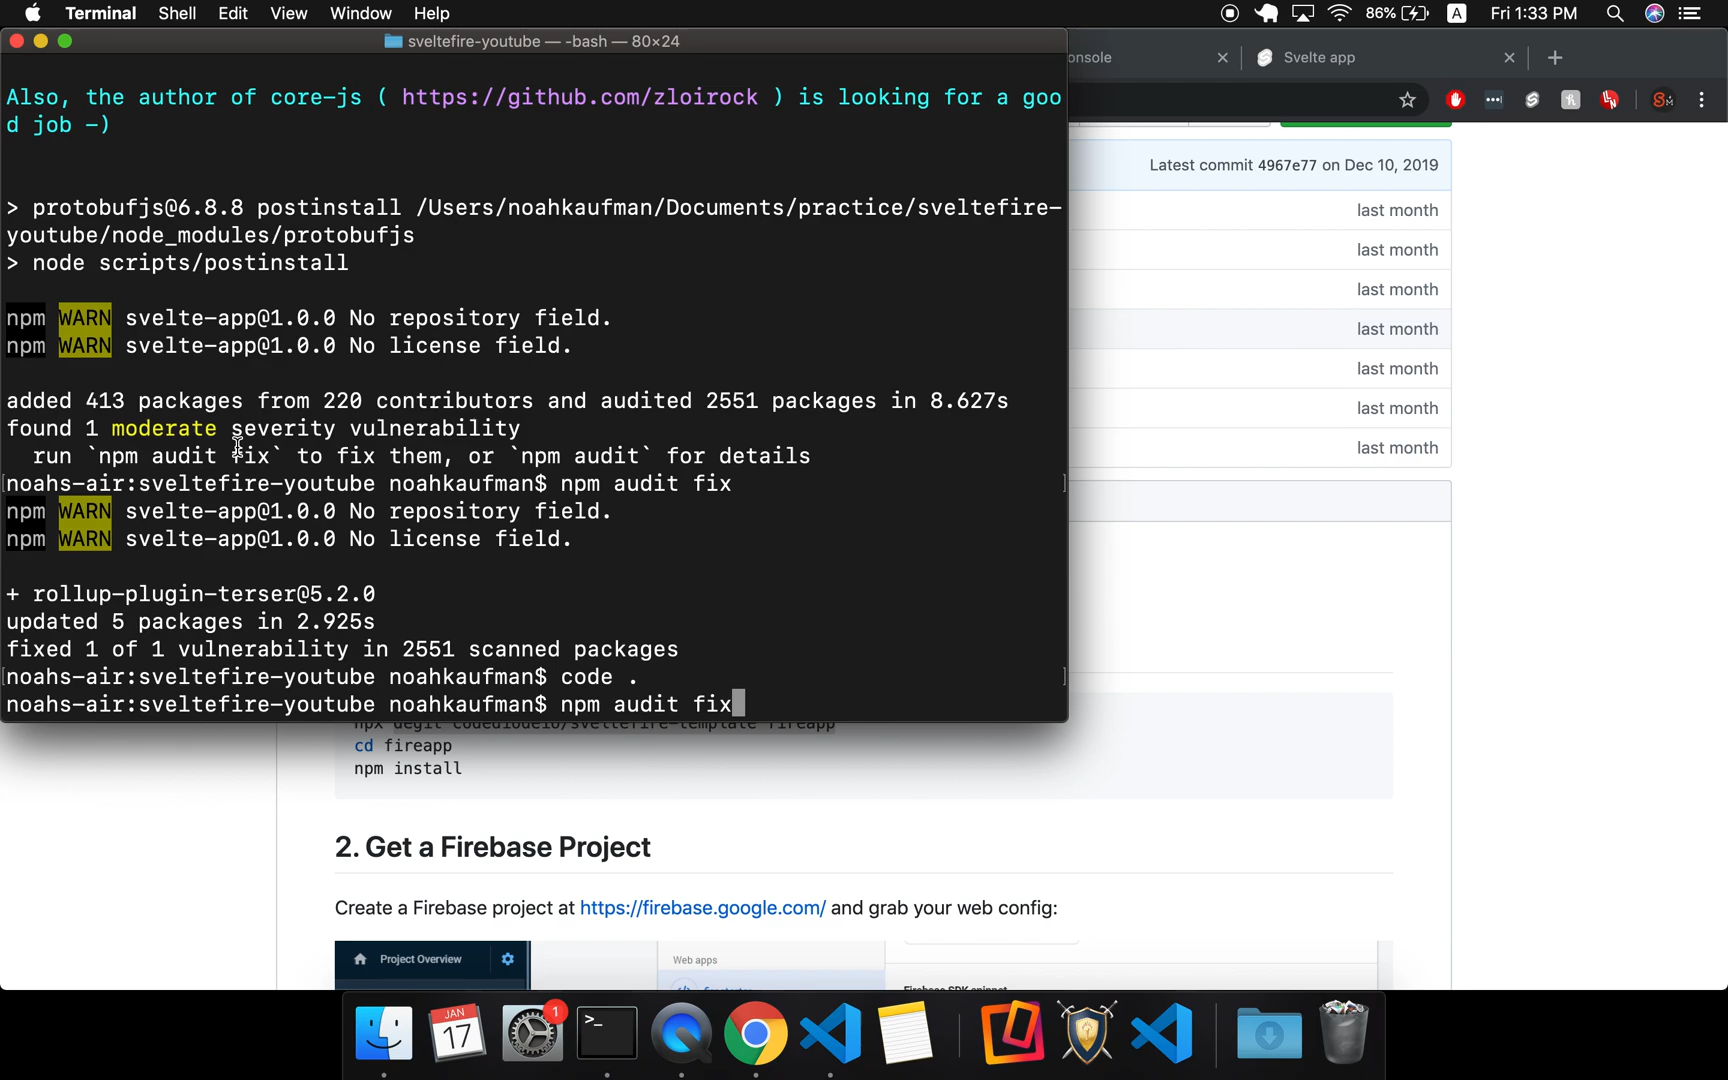 Terminal Shell Edit View Window Help
86% A Fri 1:33 PM
sveltefire-youtube — -bash — 80×24
onsole
Svelte app
Also, the author of core-js ( https://github.com/zloirock ) is looking for a goo
d job -)
> protobufjs@6.8.8 postinstall /Users/noahkaufman/Documents/practice/sveltefire-
youtube/node_modules/protobufjs
> node scripts/postinstall
npm WARN svelte-app@1.0.0 No repository field.
npm WARN svelte-app@1.0.0 No license field.
added 413 packages from 220 contributors and audited 2551 packages in 8.627s
found 1 moderate severity vulnerability
run `npm audit fix` to fix them, or `npm audit` for details
[noahs-air:sveltefire-youtube noahkaufman$ npm audit fix ]
npm WARN svelte-app@1.0.0 No repository field.
npm WARN svelte-app@1.0.0 No license field.
+ rollup-plugin-terser@5.2.0
updated 5 packages in 2.925s
fixed 1 of 1 vulnerability in 2551 scanned packages
[noahs-air:sveltefire-youtube noahkaufman$ code . ]
noahs-air:sveltefire-youtube noahkaufman$ npm audit fix
Latest commit 4967e77 on Dec 10, 2019
last month
last month
last month
last month
last month
last month
last month
npx degit codediodeio/sveltefire-template fireapp
cd fireapp
npm install
2. Get a Firebase Project
Create a Firebase project at https://firebase.google.com/ and grab your web config:
Project Overview
Web apps
Firebase SDK snippet
JAN
17
1
>_